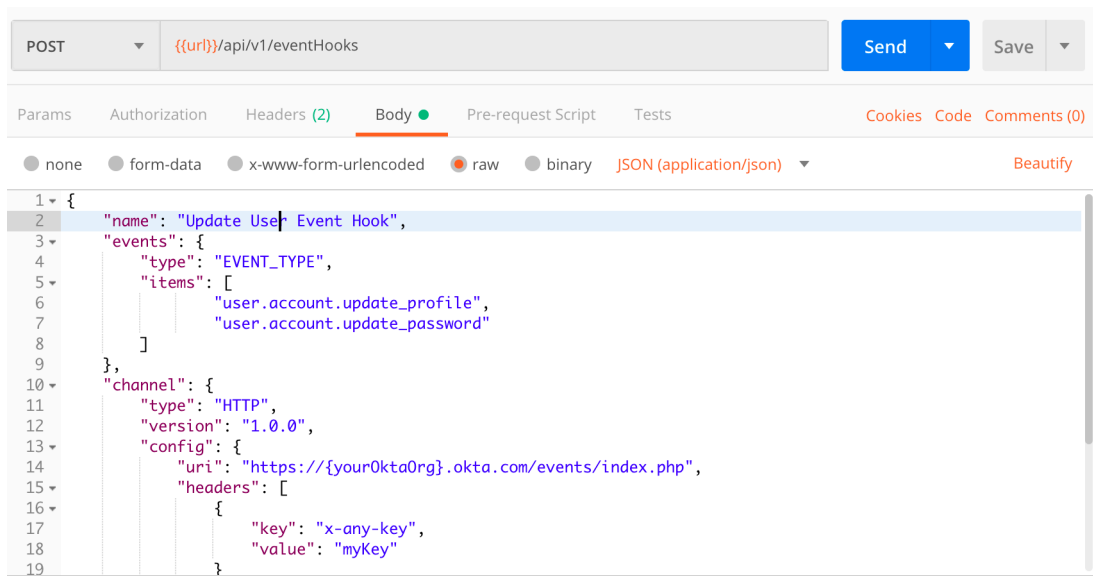 POST {{url}}/api/v1/eventHooks Send Save
Params Authorization Headers (2) Body Pre-request Script Tests Cookies Code Comments (0)
none form-data x-www-form-urlencoded raw binary JSON (application/json) Beautify
1 {
2 "name": "Update User Event Hook",
3 "events": {
4 "type": "EVENT_TYPE",
5 "items": [
6 "user.account.update_profile",
7 "user.account.update_password"
8 ]
9 },
10 "channel": {
11 "type": "HTTP",
12 "version": "1.0.0",
13 "config": {
14 "uri": "https://{yourOktaOrg}.okta.com/events/index.php",
15 "headers": [
16 {
17 "key": "x-any-key",
18 "value": "myKey"
19 }